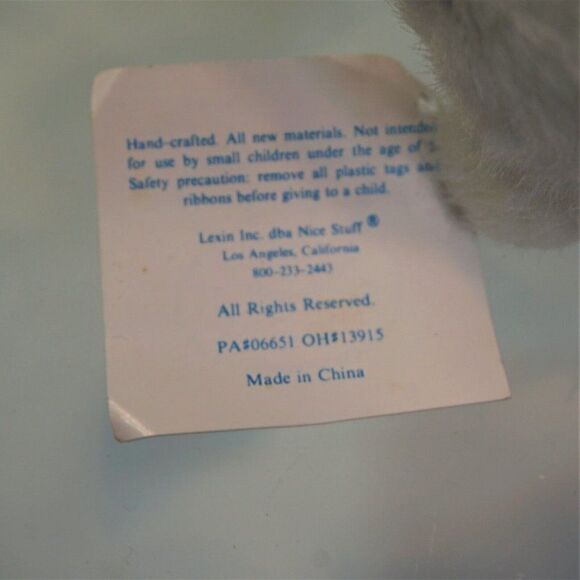 Hand-crafted. All new materials. Not intended
for use by small children under the age of
Safety precaution: remove all plastic tags and
ribbons before giving to a child.
Lexin Inc. dba Nice Stuff ®
Los Angeles, California
800-233-2443
All Rights Reserved.
PA#06651 OH#13915
Made in China